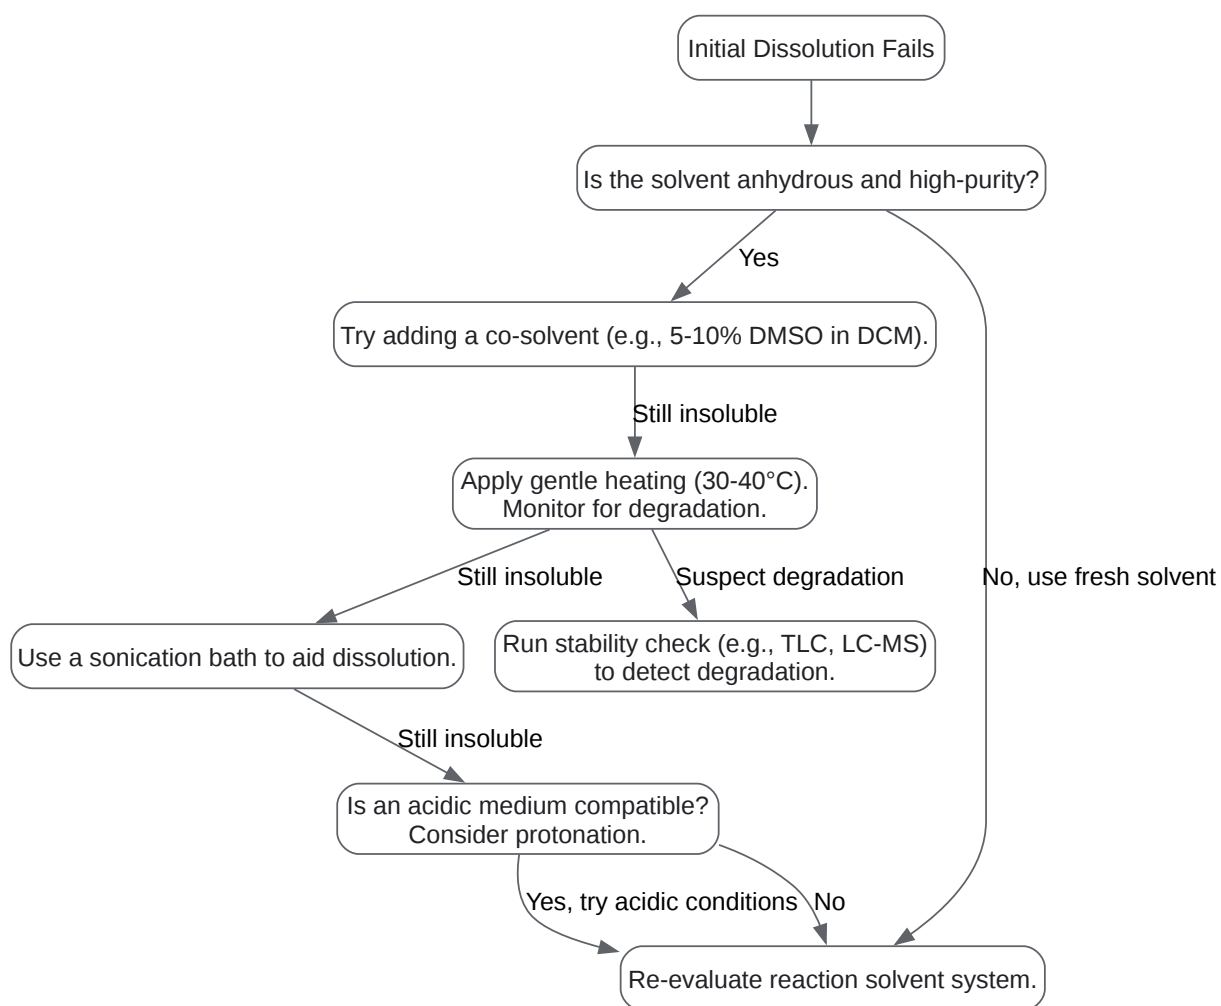 Initial Dissolution Fails
Is the solvent anhydrous and high-purity?
Yes
Try adding a co-solvent (e.g., 5-10% DMSO in DCM).
Still insoluble
Apply gentle heating (30-40°C).
Monitor for degradation.
Still insoluble
Suspect degradation
No, use fresh solvent
Use a sonication bath to aid dissolution.
Run stability check (e.g., TLC, LC-MS)
to detect degradation.
Still insoluble
Is an acidic medium compatible?
Consider protonation.
Yes, try acidic conditions
No
Re-evaluate reaction solvent system.